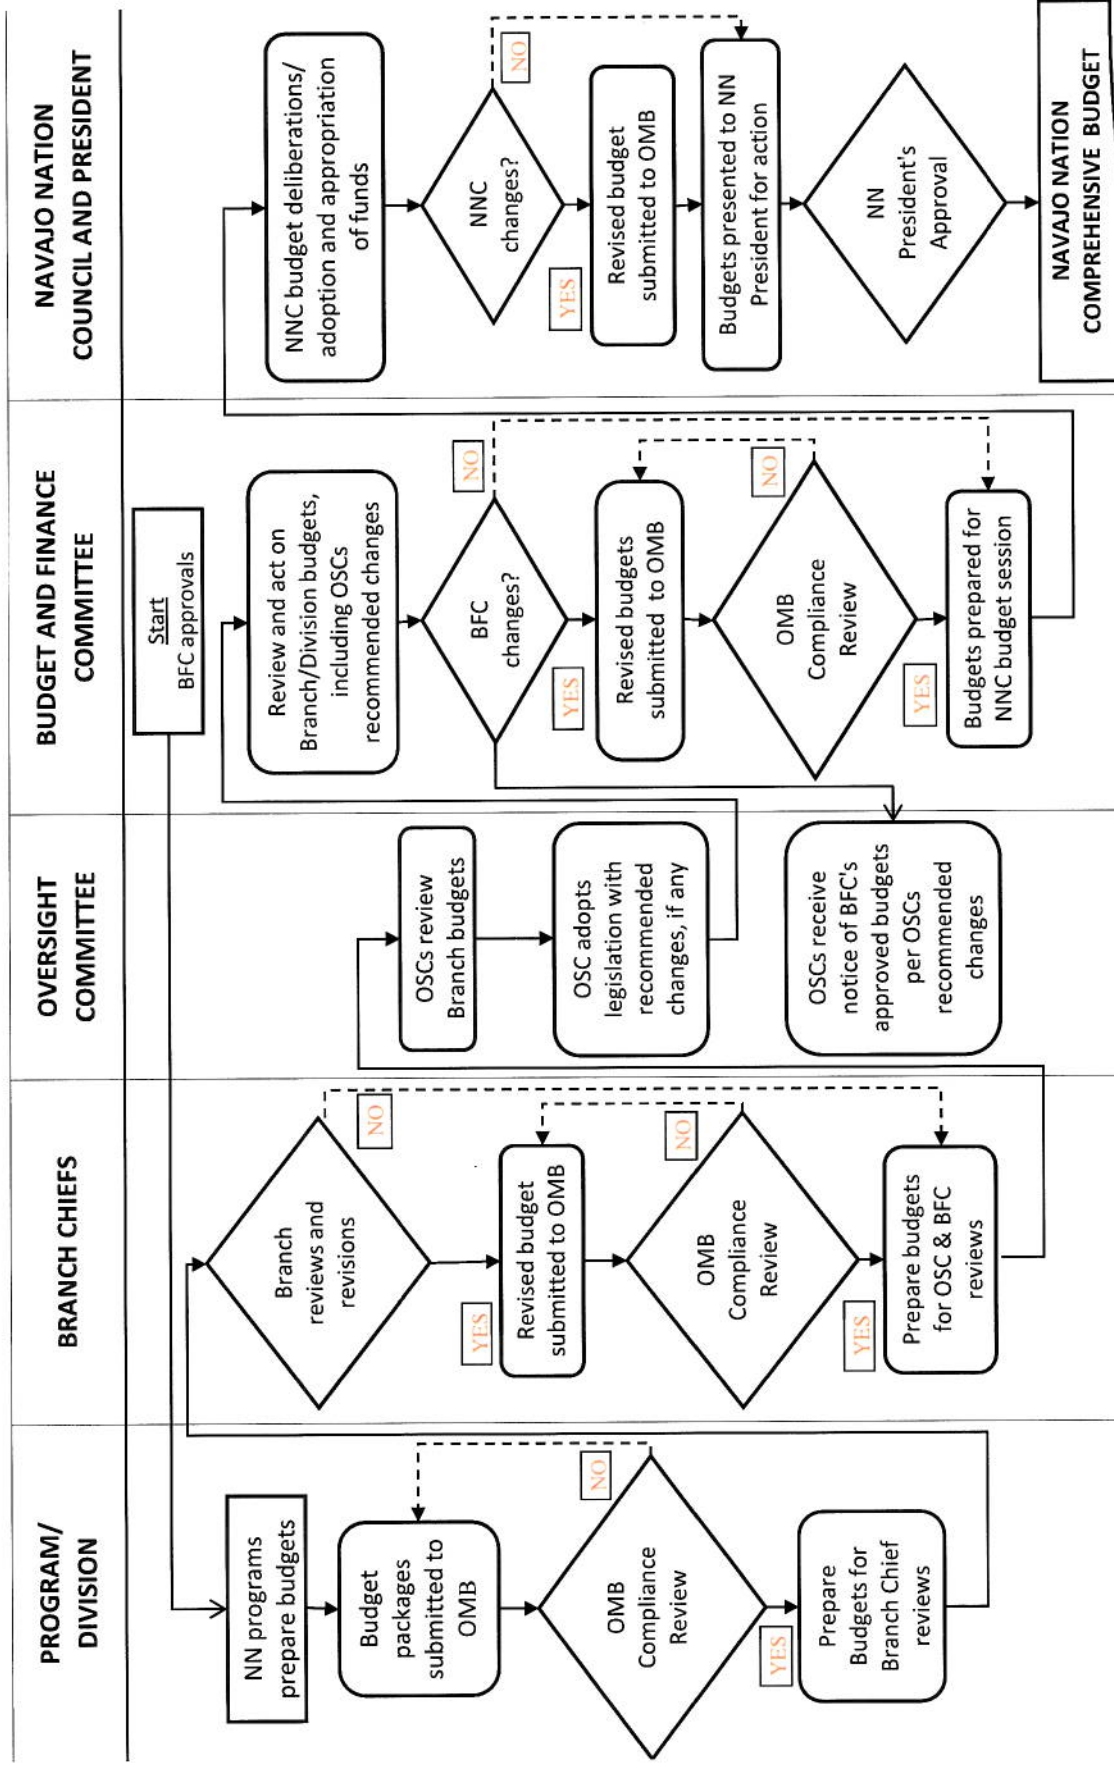 PROGRAM/
DIVISION
BRANCH CHIEFS
OVERSIGHT
COMMITTEE
BUDGET AND FINANCE
COMMITTEE
NAVAJO NATION
COUNCIL AND PRESIDENT
Start
BFC approvals
NN programs
prepare budgets
Budget
packages
submitted to
OMB
NO
OMB
Compliance
Review
YES
Prepare
Budgets for
Branch Chief
reviews
Branch
reviews and
revisions
NO
YES
Revised budget
submitted to OMB
NO
OMB
Compliance
Review
YES
Prepare budgets
for OSC & BFC
reviews
OSCs review
Branch budgets
OSC adopts
legislation with
recommended
changes, if any
OSCs receive
notice of BFC's
approved budgets
per OSCs
recommended
changes
Review and act on
Branch/Division budgets,
including OSCs
recommended changes
NO
BFC
changes?
YES
Revised budgets
submitted to OMB
NO
OMB
Compliance
Review
YES
Budgets prepared for
NNC budget session
NNC budget deliberations/
adoption and appropriation
of funds
NO
NNC
changes?
YES
Revised budget
submitted to OMB
Budgets presented to NN
President for action
NN
President's
Approval
NAVAJO NATION
COMPREHENSIVE BUDGET